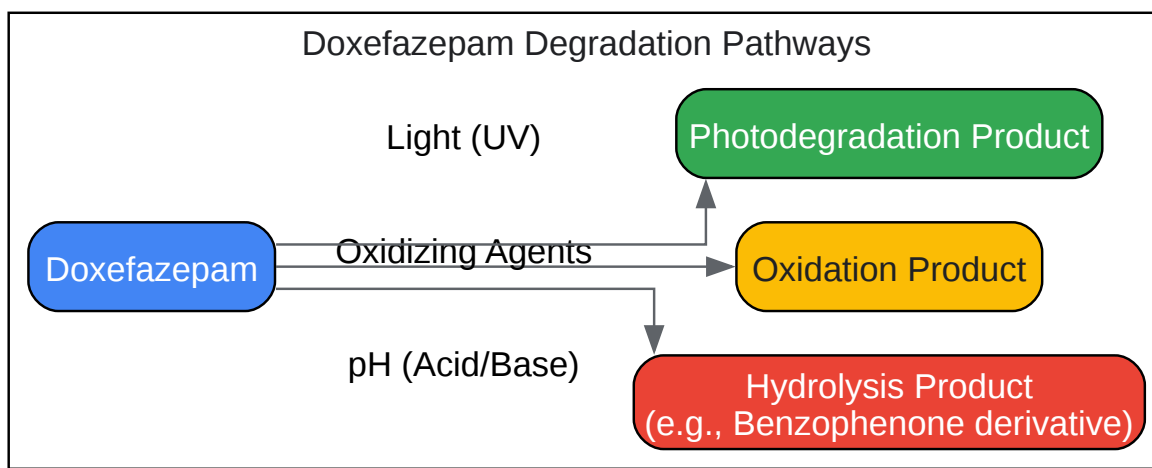 Doxefazepam Degradation Pathways
Light (UV)
Photodegradation Product
Doxefazepam
Oxidizing Agents
Oxidation Product
pH (Acid/Base)
Hydrolysis Product
(e.g., Benzophenone derivative)